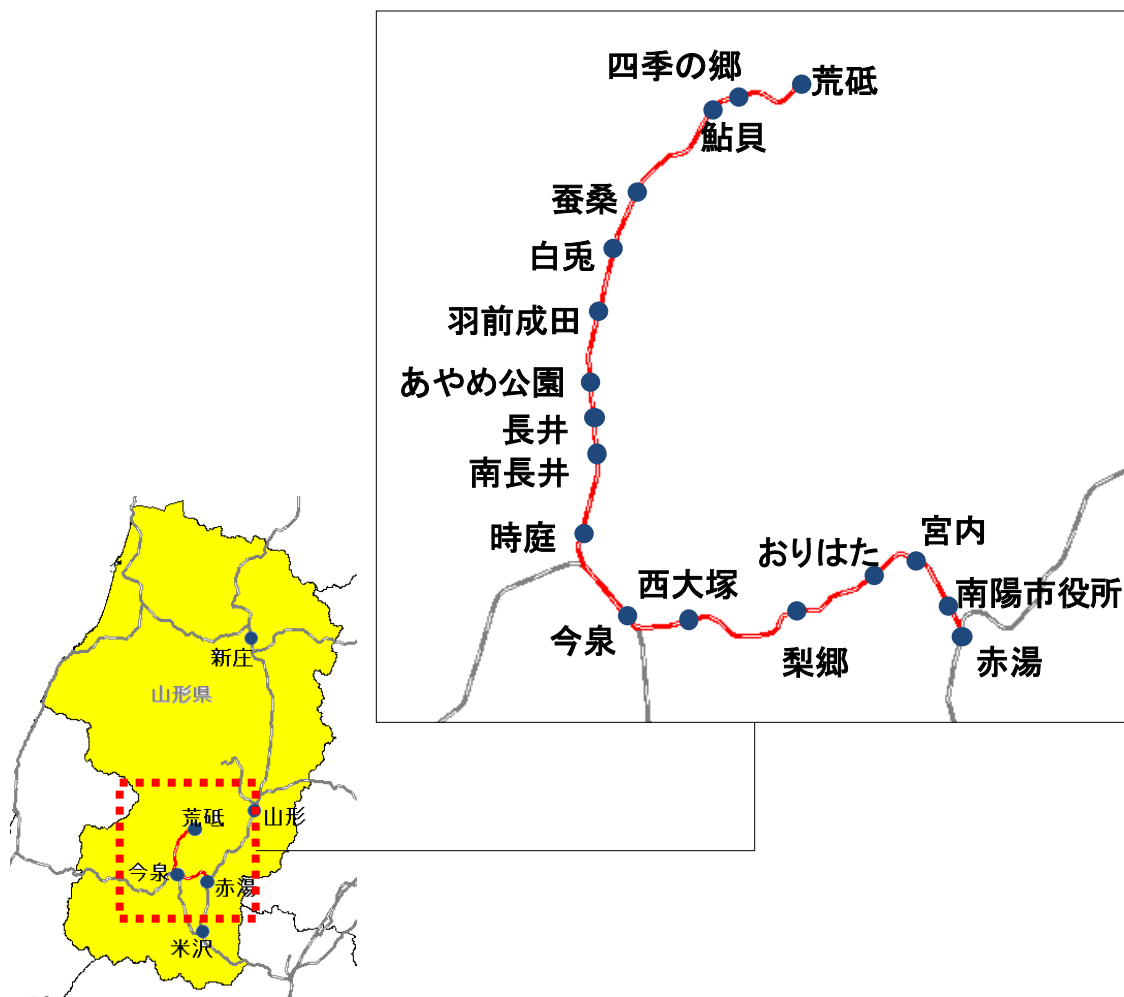 四季の郷
荒砥
鮎貝
蚕桑
白兎
羽前成田
あやめ公園
長井
南長井
時庭
宮内
おりはた
西大塚
南陽市役所
今泉
梨郷
赤湯
新庄
山形県
荒砥
山形
今泉
赤湯
米沢